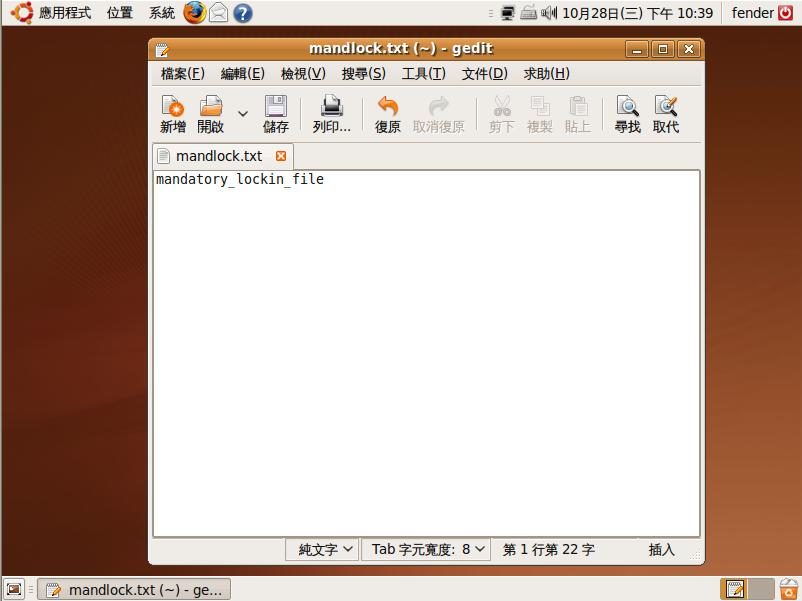 應用程式 位置 系統 10月28日(三) 下午 10:39 fender
mandlock.txt (~) - gedit
檔案(F) 編輯(E) 檢視(V) 搜尋(S) 工具(T) 文件(D) 求助(H)
新增 開啟 儲存 列印... 復原 取消復原 剪下 複製 貼上 尋找 取代
mandlock.txt
mandatory_lockin_file
純文字 Tab 字元寬度: 8 第 1 行第 22 字 插入
mandlock.txt (~) - ge...